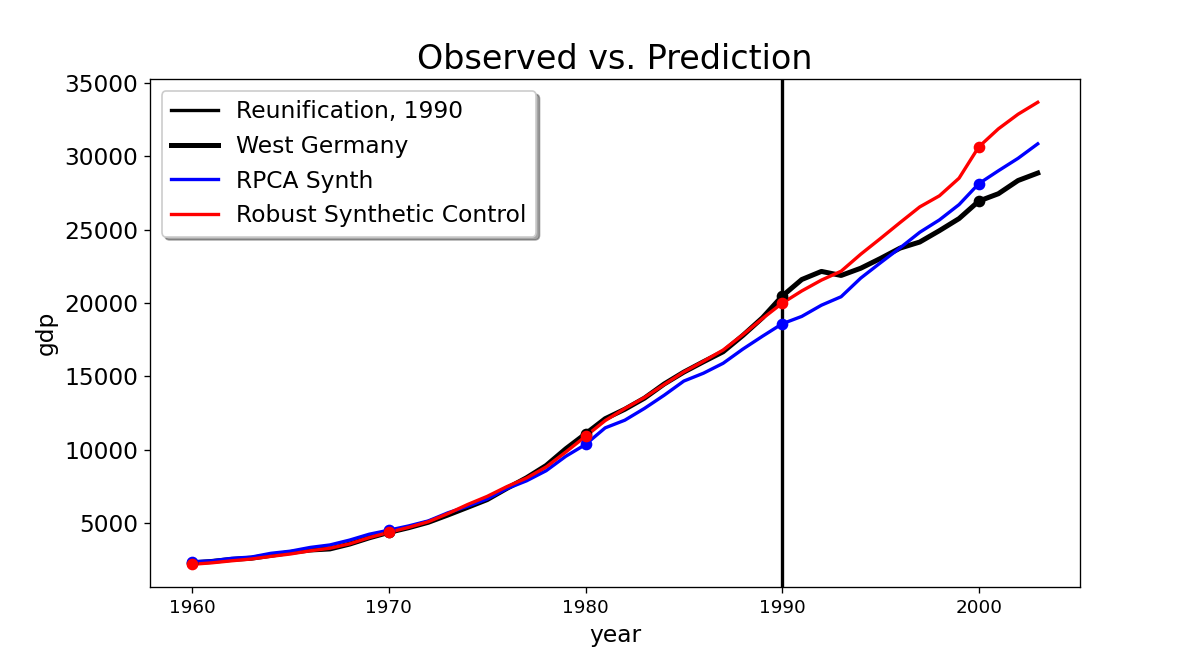 Observed vs. Prediction
35000
30000
25000
20000
15000
10000
5000
gdp
Reunification, 1990
West Germany
RPCA Synth
Robust Synthetic Control
1960 1970 1980 1990 2000
year